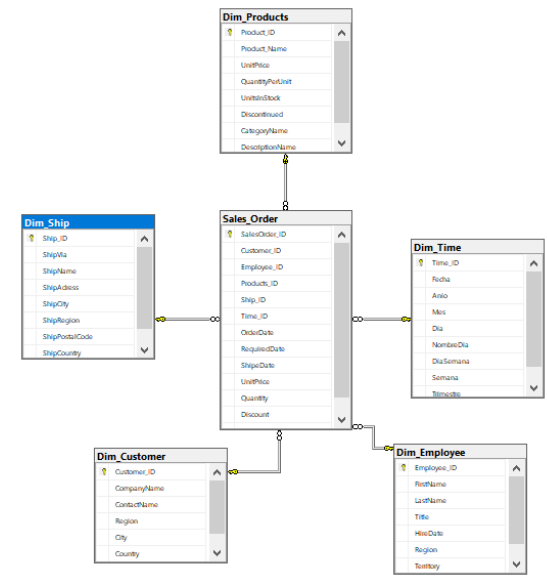 Dim_Products
Product_ID
Product_Name
UnitPrice
QuantityPerUnit
UnitsInStock
Discontinued
CategoryName
DescriptionName
Dim_Ship
Ship_ID
ShipVia
ShipName
ShipAdress
ShipCity
ShipRegion
ShipPostalCode
ShipCountry
Sales_Order
SalesOrder_ID
Customer_ID
Employee_ID
Products_ID
Ship_ID
Time_ID
OrderDate
RequiredDate
ShipeDate
UnitPrice
Quantity
Discount
Dim_Time
Time_ID
Fecha
Anio
Mes
Dia
NombreDia
DiaSemana
Semana
Trimestre
Dim_Customer
Customer_ID
CompanyName
ContactName
Region
City
Country
Dim_Employee
Employee_ID
FirstName
LastName
Title
HireDate
Region
Territory